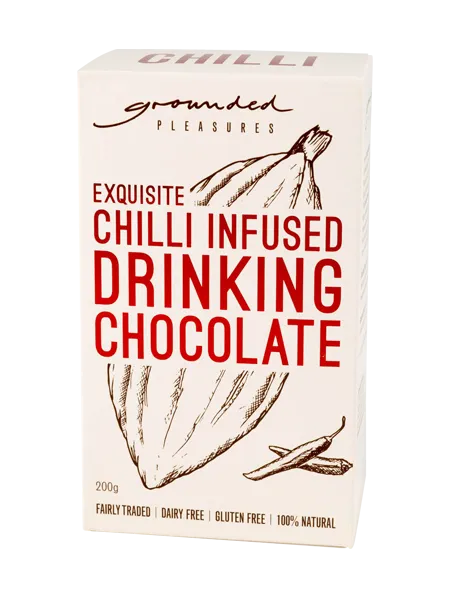 CHILLI
grounded
PLEASURES
EXQUISITE
CHILLI INFUSED
DRINKING
CHOCOLATE
200g
FAIRLY TRADED | DAIRY FREE | GLUTEN FREE | 100% NATURAL